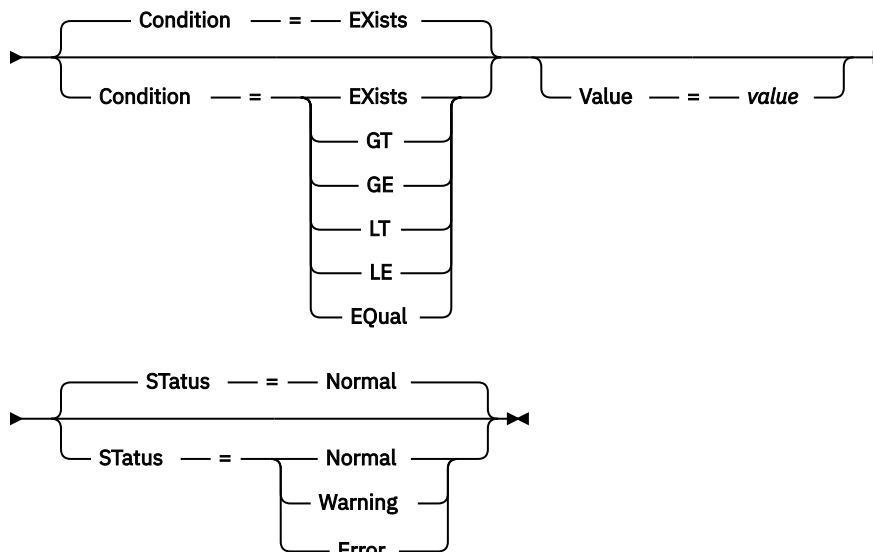 Condition = EXists
Condition = EXists
Value = value
GT
GE
LT
LE
EQual
STatus = Normal
STatus = Normal
Warning
Error